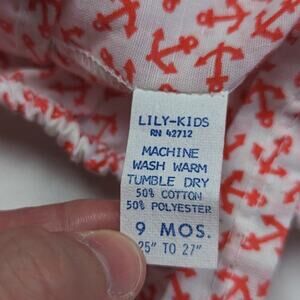 LILY-KIDS
RN 42712
MACHINE
WASH WARM
TUMBLE DRY
50% COTTON
50% POLYESTER
9 MOS.
25" TO 27"